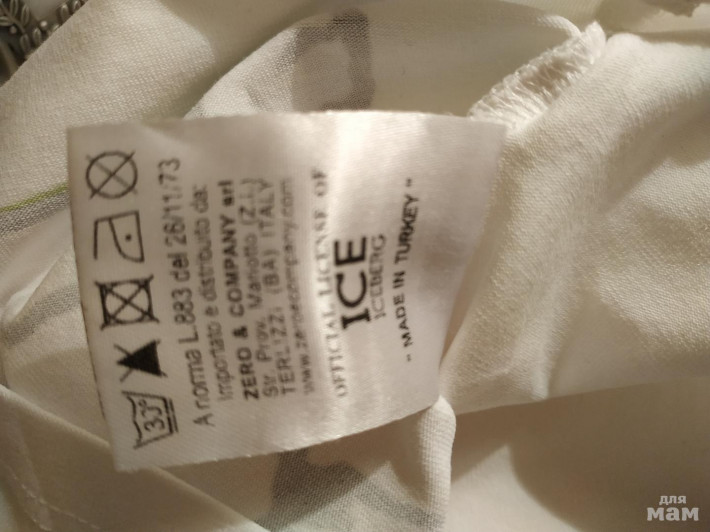 30°
A norma L.883 del 26/11/73
Importato e distribuito da:
ZERO & COMPANY srl
Str. Prov. Mariotto (Z.I.)
TERLIZZI (BA) ITALY
www.zeroecompany.com
OFFICIAL LICENSE OF
ICE
ICEBERG
"MADE IN TURKEY"
для
мам